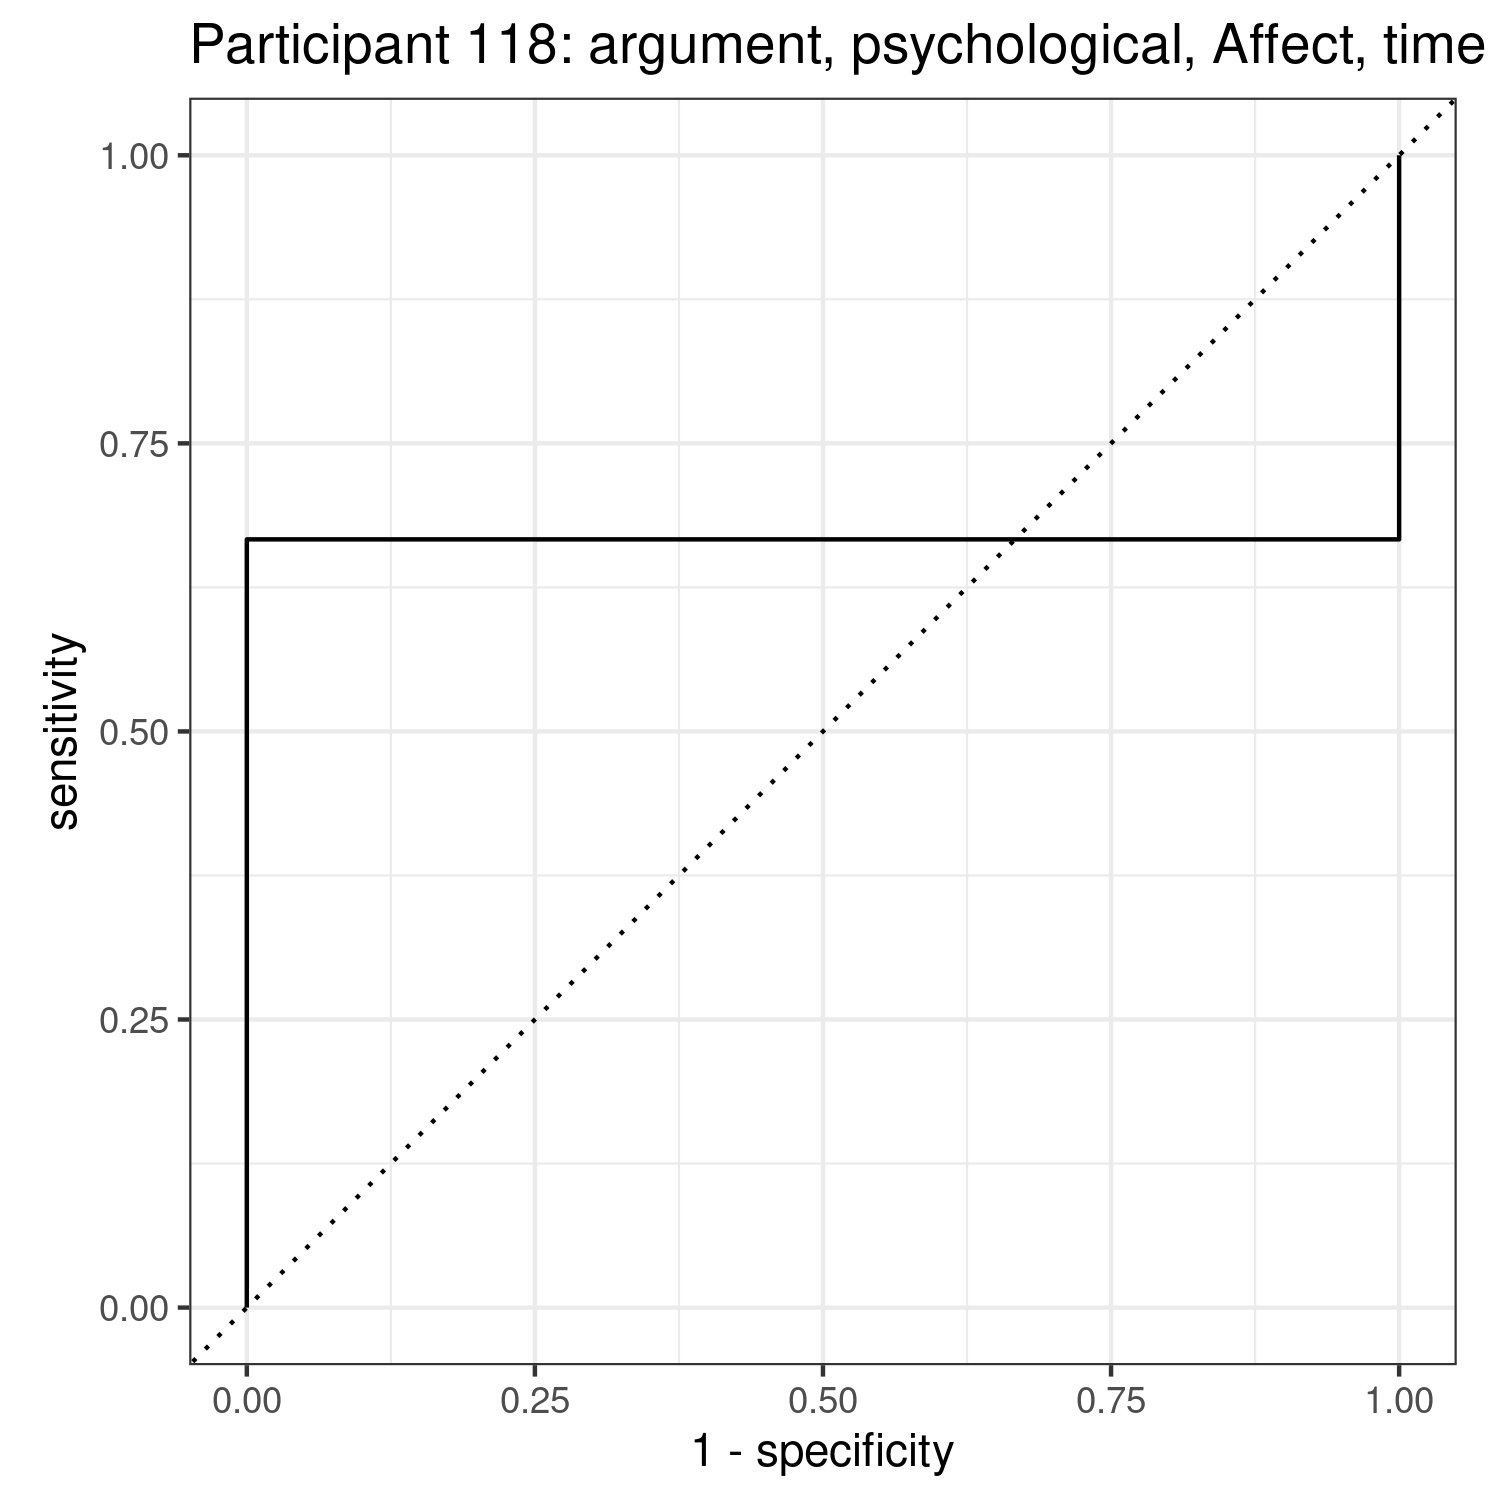 Participant 118: argument, psychological, Affect, time
1.00
0.75
0.50
0.25
0.00
sensitivity
0.00 0.25 0.50 0.75 1.00
1 - specificity